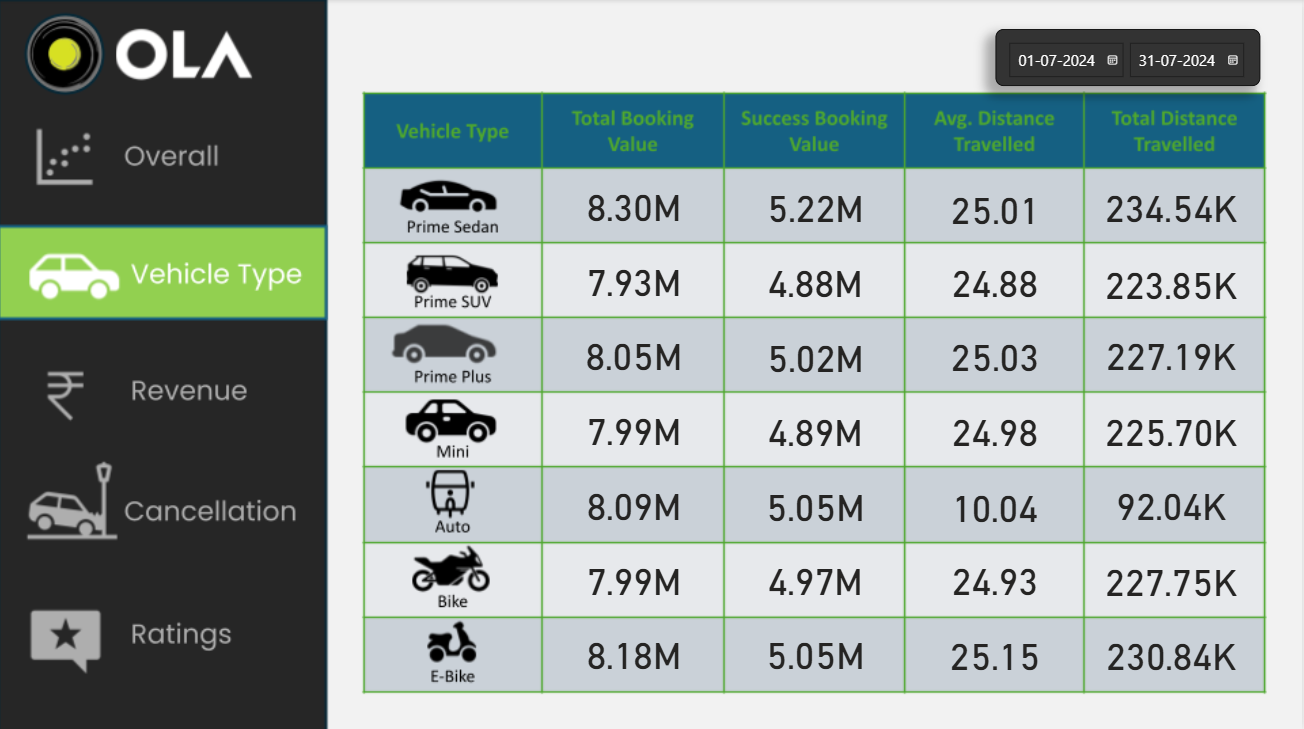 OLA
01-07-2024 31-07-2024
Overall
Vehicle Type
Revenue
Cancellation
Ratings
Vehicle Type Total Booking Value Success Booking Value Avg. Distance Travelled Total Distance Travelled
Prime Sedan 8.30M 5.22M 25.01 234.54K
Prime SUV 7.93M 4.88M 24.88 223.85K
Prime Plus 8.05M 5.02M 25.03 227.19K
Mini 7.99M 4.89M 24.98 225.70K
Auto 8.09M 5.05M 10.04 92.04K
Bike 7.99M 4.97M 24.93 227.75K
E-Bike 8.18M 5.05M 25.15 230.84K